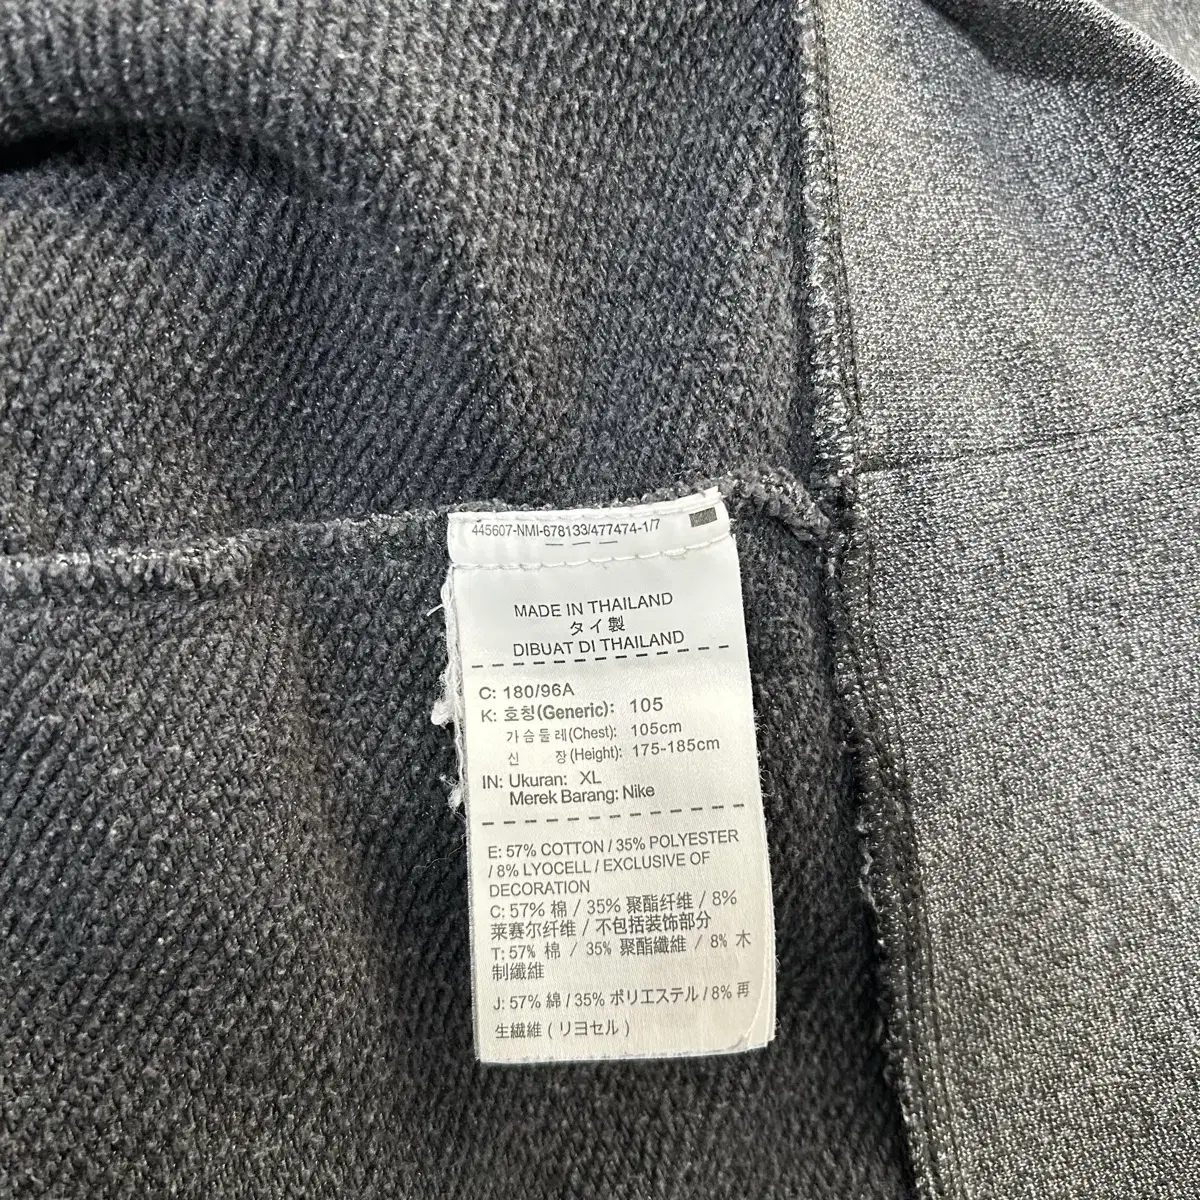 445607-NMI-678133/477474-1/7
MADE IN THAILAND
タイ製
DIBUAT DI THAILAND
C: 180/96A
K: 호칭(Generic): 105
가슴둘레(Chest): 105cm
신 장(Height): 175-185cm
IN: Ukuran: XL
Merek Barang: Nike
E: 57% COTTON / 35% POLYESTER
/ 8% LYOCELL / EXCLUSIVE OF
DECORATION
C: 57% 棉 / 35% 聚酯纤维 / 8%
莱赛尔纤维 / 不包括装饰部分
T: 57% 棉 / 35% 聚酯纖維 / 8% 木
制纖維
J: 57% 綿 / 35% ポリエステル / 8% 再
生繊維 ( リヨセル )